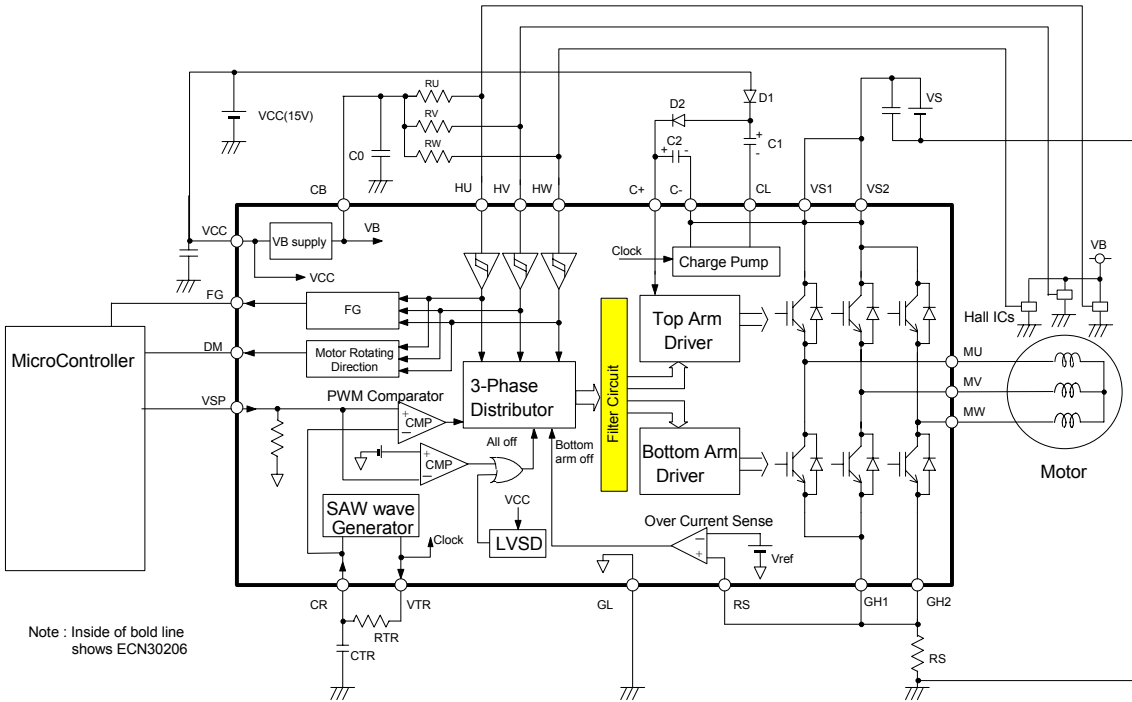 RU
VCC(15V)
RV
RW
C0
D2
D1
C2
+
-
+
-
C1
VS
CB
HU
HV
HW
C+
C-
CL
VS1
VS2
VCC
VB supply
VB
VCC
Clock
Charge Pump
VB
FG
FG
Hall ICs
DM
Motor Rotating
Direction
Top Arm
Driver
MicroController
MU
MV
MW
3-Phase
Distributor
Filter Circuit
VSP
PWM Comparator
+
-
CMP
All off
Bottom
arm off
+
-
CMP
Bottom Arm
Driver
Motor
VCC
SAW wave
Generator
Clock
LVSD
Over Current Sense
-
+
Vref
CR
VTR
GL
RS
GH1
GH2
RTR
CTR
RS
Note : Inside of bold line
shows ECN30206